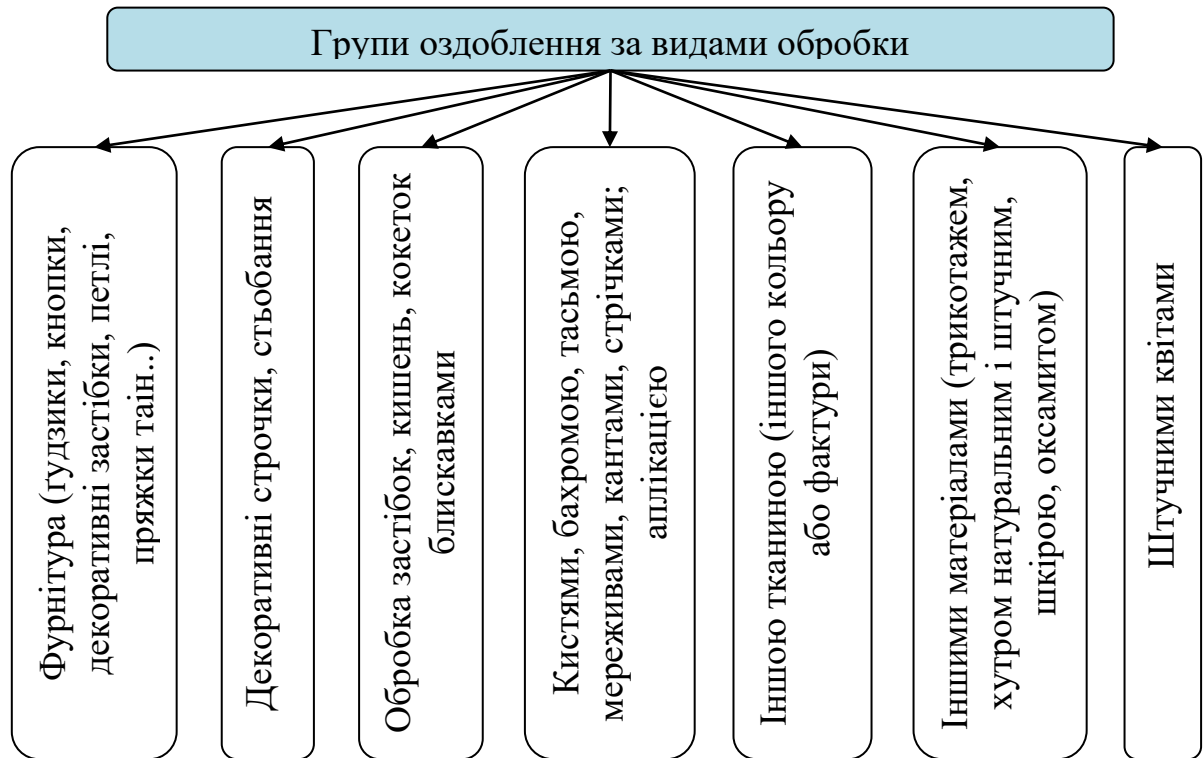 Групи оздоблення за видами обробки
Фурнітура (ґудзики, кнопки,
декоративні застібки, петлі,
пряжки таін..)
Декоративні строчки, стьобання
Обробка застібок, кишень, кокеток
блискавками
Кистями, бахромою, тасьмою,
мереживами, кантами, стрічками;
аплікацією
Іншою тканиною (іншого кольору
або фактури)
Іншими матеріалами (трикотажем,
хутром натуральним і штучним,
шкірою, оксамитом)
Штучними квітами